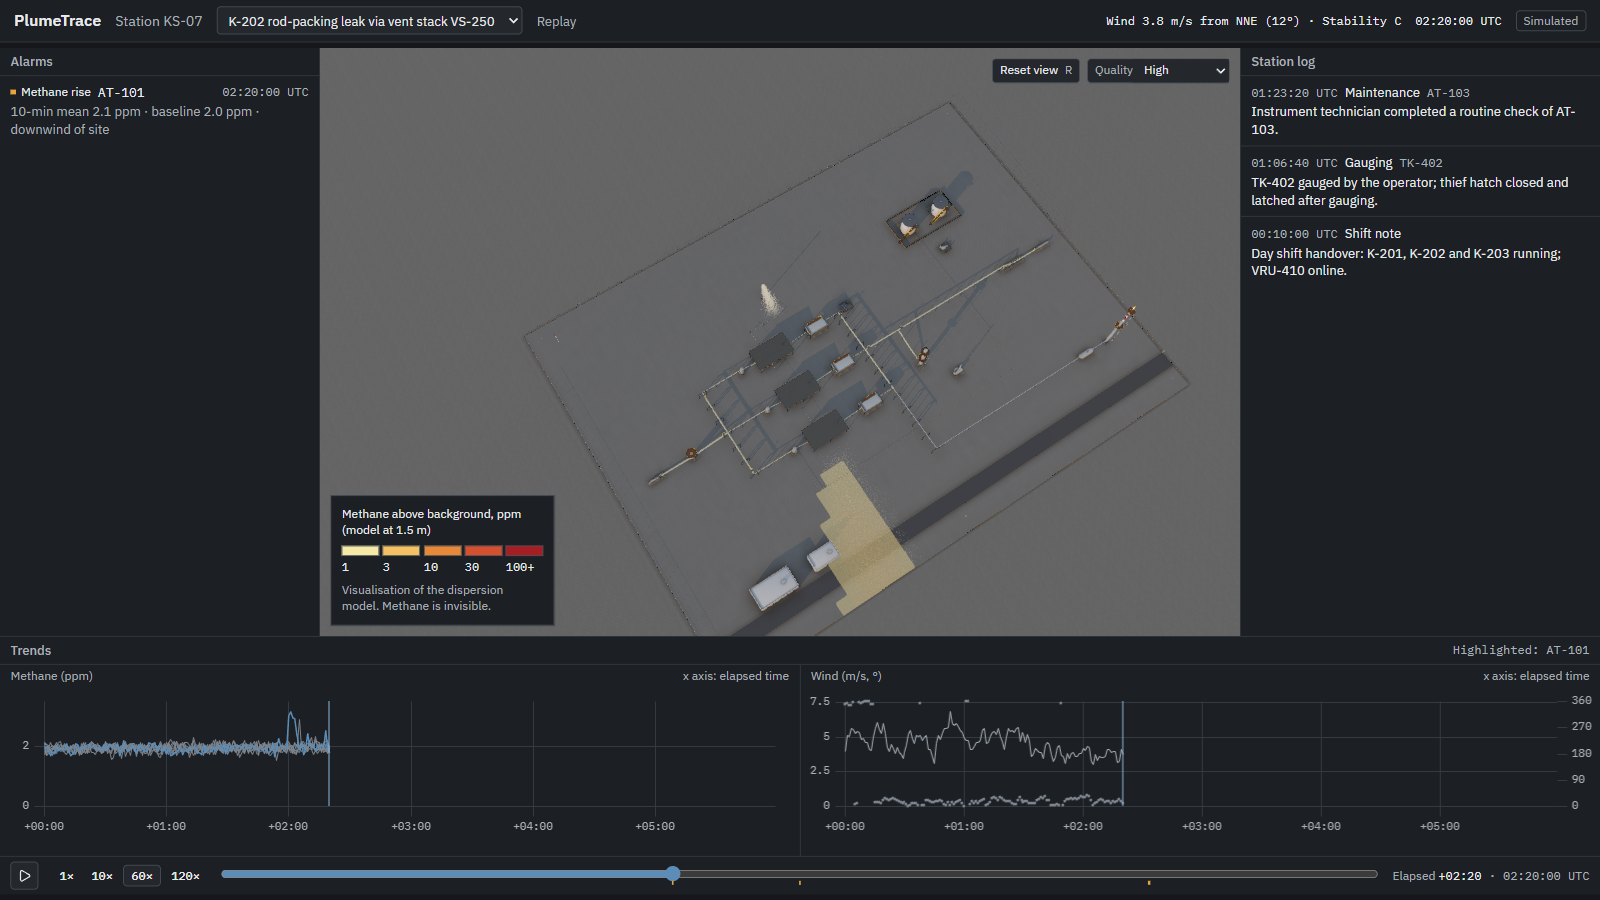 PlumeTrace Station KS-07 K-202 rod-packing leak via vent stack VS-250 Replay Wind 3.8 m/s from NNE (12°) · Stability C 02:20:00 UTC Simulated
Alarms
Methane rise AT-101 02:20:00 UTC
10-min mean 2.1 ppm · baseline 2.0 ppm ·
downwind of site
Reset view R Quality High
Methane above background, ppm
(model at 1.5 m)
1 3 10 30 100+
Visualisation of the dispersion
model. Methane is invisible.
Station log
01:23:20 UTC Maintenance AT-103
Instrument technician completed a routine check of AT-
103.
01:06:40 UTC Gauging TK-402
TK-402 gauged by the operator; thief hatch closed and
latched after gauging.
00:10:00 UTC Shift note
Day shift handover: K-201, K-202 and K-203 running;
VRU-410 online.
Trends Highlighted: AT-101
Methane (ppm) x axis: elapsed time
2
0
+00:00 +01:00 +02:00 +03:00 +04:00 +05:00
Wind (m/s, °) x axis: elapsed time
7.5 360
270
5
180
2.5
90
0 0
+00:00 +01:00 +02:00 +03:00 +04:00 +05:00
1× 10× 60× 120× Elapsed +02:20 · 02:20:00 UTC